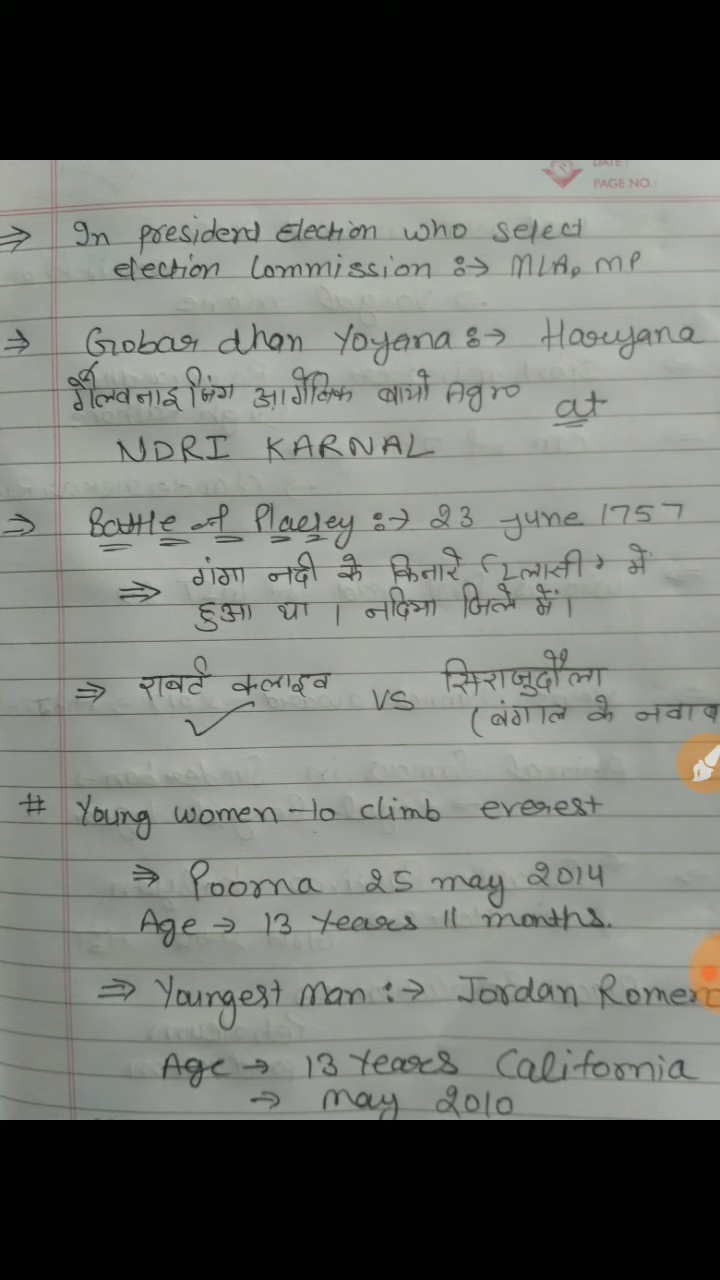 DATE:
PAGE NO.:
⇒ In president Election who select
election Commission :→ MLA, MP
⇒ Gobar dhan Yoyena :→ Haryana
गैल्वनाइजिंग आर्गेनिक बायो Agro at
NDRI KARNAL
⇒ Battle of Plassey :→ 23 June 1757
⇒ गंगा नदी के किनारे 'प्लासी' में
हुआ था । नदिया जिले में।
⇒ राबर्ट क्लाइव vs सिराजुदौला
(बंगाल के नवाब
# Young women to climb everest
⇒ Poorna 25 may 2014
Age → 13 Years 11 months.
⇒ Youngest man :→ Jordan Romero
Age → 13 Years California
→ may 2010